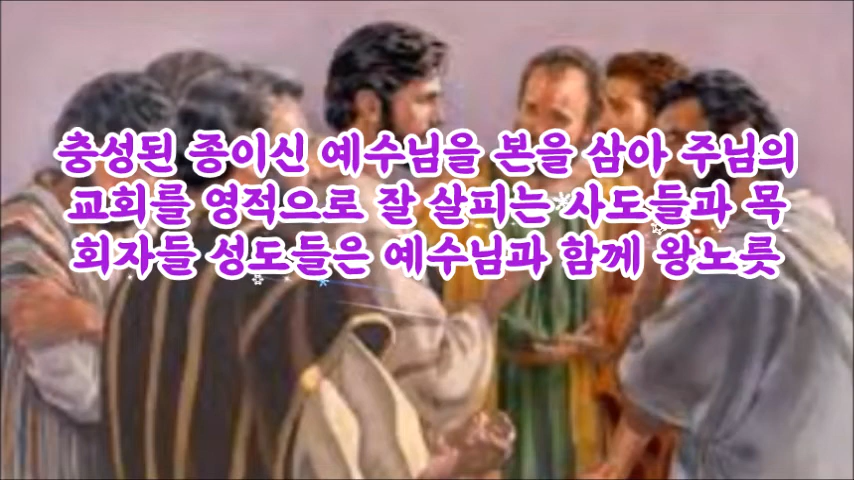 충성된 종이신 예수님을 본을 삼아 주님의
교회를 영적으로 잘 살피는 사도들과 목
회자들 성도들은 예수님과 함께 왕노릇